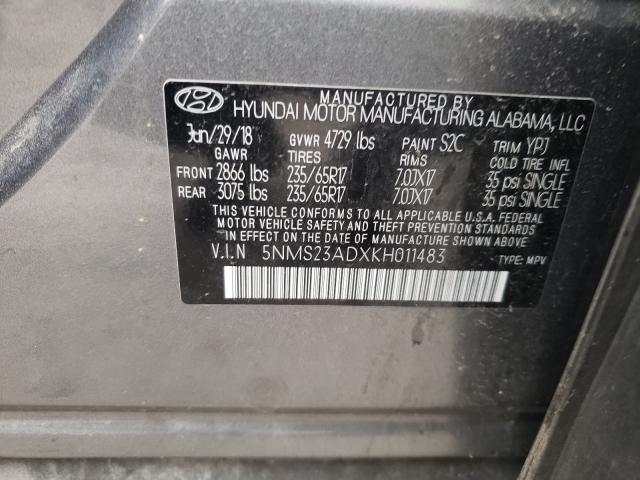 MANUFACTURED BY
HYUNDAI MOTOR MANUFACTURING ALABAMA, LLC
Jun/29/18 GVWR 4729 lbs PAINT S2C TRIM YPJ
GAWR TIRES RIMS COLD TIRE INFL
FRONT 2866 lbs 235/65R17 7.0JX17 35 psi SINGLE
REAR 3075 lbs 235/65R17 7.0JX17 35 psi SINGLE
THIS VEHICLE CONFORMS TO ALL APPLICABLE U.S.A. FEDERAL
MOTOR VEHICLE SAFETY AND THEFT PREVENTION STANDARDS
IN EFFECT ON THE DATE OF MANUFACTURE SHOWN ABOVE.
V.I.N 5NMS23ADXKH011483
TYPE: MPV